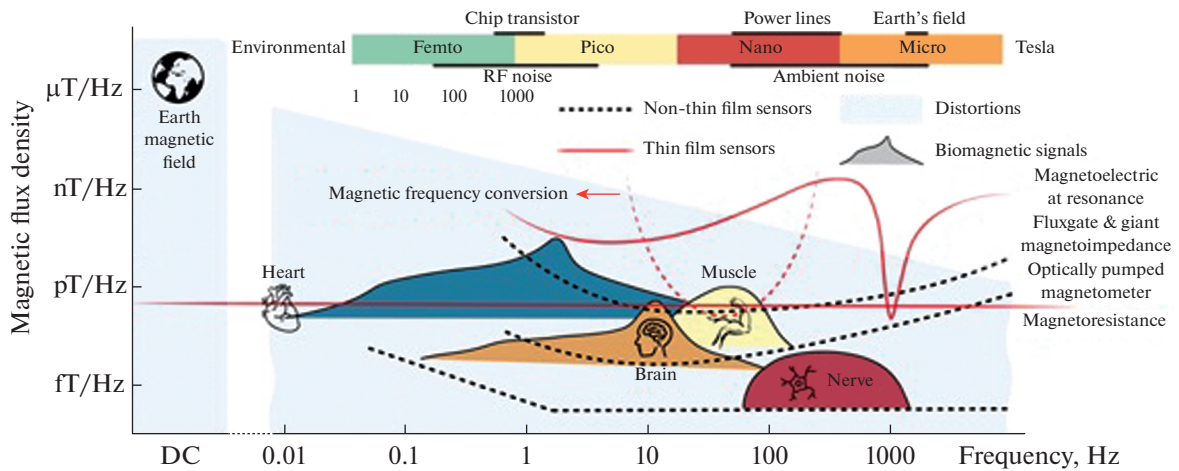 Chip transistor
Power lines
Earth's field
Environmental
Femto
Pico
Nano
Micro
Tesla
RF noise
Ambient noise
1
10
100
1000
Non-thin film sensors
Distortions
Thin film sensors
Biomagnetic signals
Magnetic flux density
μT/Hz
nT/Hz
pT/Hz
fT/Hz
Earth
magnetic
field
Magnetic frequency conversion
Magnetoelectric
at resonance
Fluxgate & giant
magnetoimpedance
Optically pumped
magnetometer
Magnetoresistance
Heart
Muscle
Brain
Nerve
DC
0.01
0.1
1
10
100
1000
Frequency, Hz